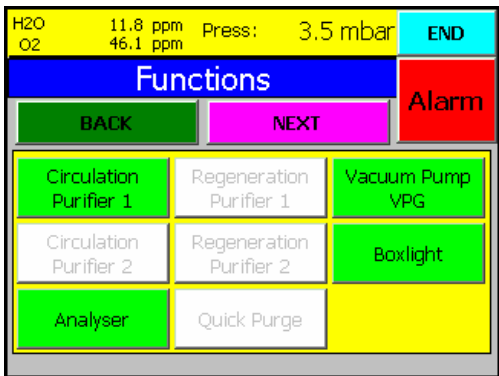 H2O 11.8 ppm Press: 3.5 mbar END
O2 46.1 ppm
Functions
Alarm
BACK NEXT
Circulation Regeneration Vacuum Pump
Purifier 1 Purifier 1 VPG
Circulation Regeneration Boxlight
Purifier 2 Purifier 2
Analyser Quick Purge